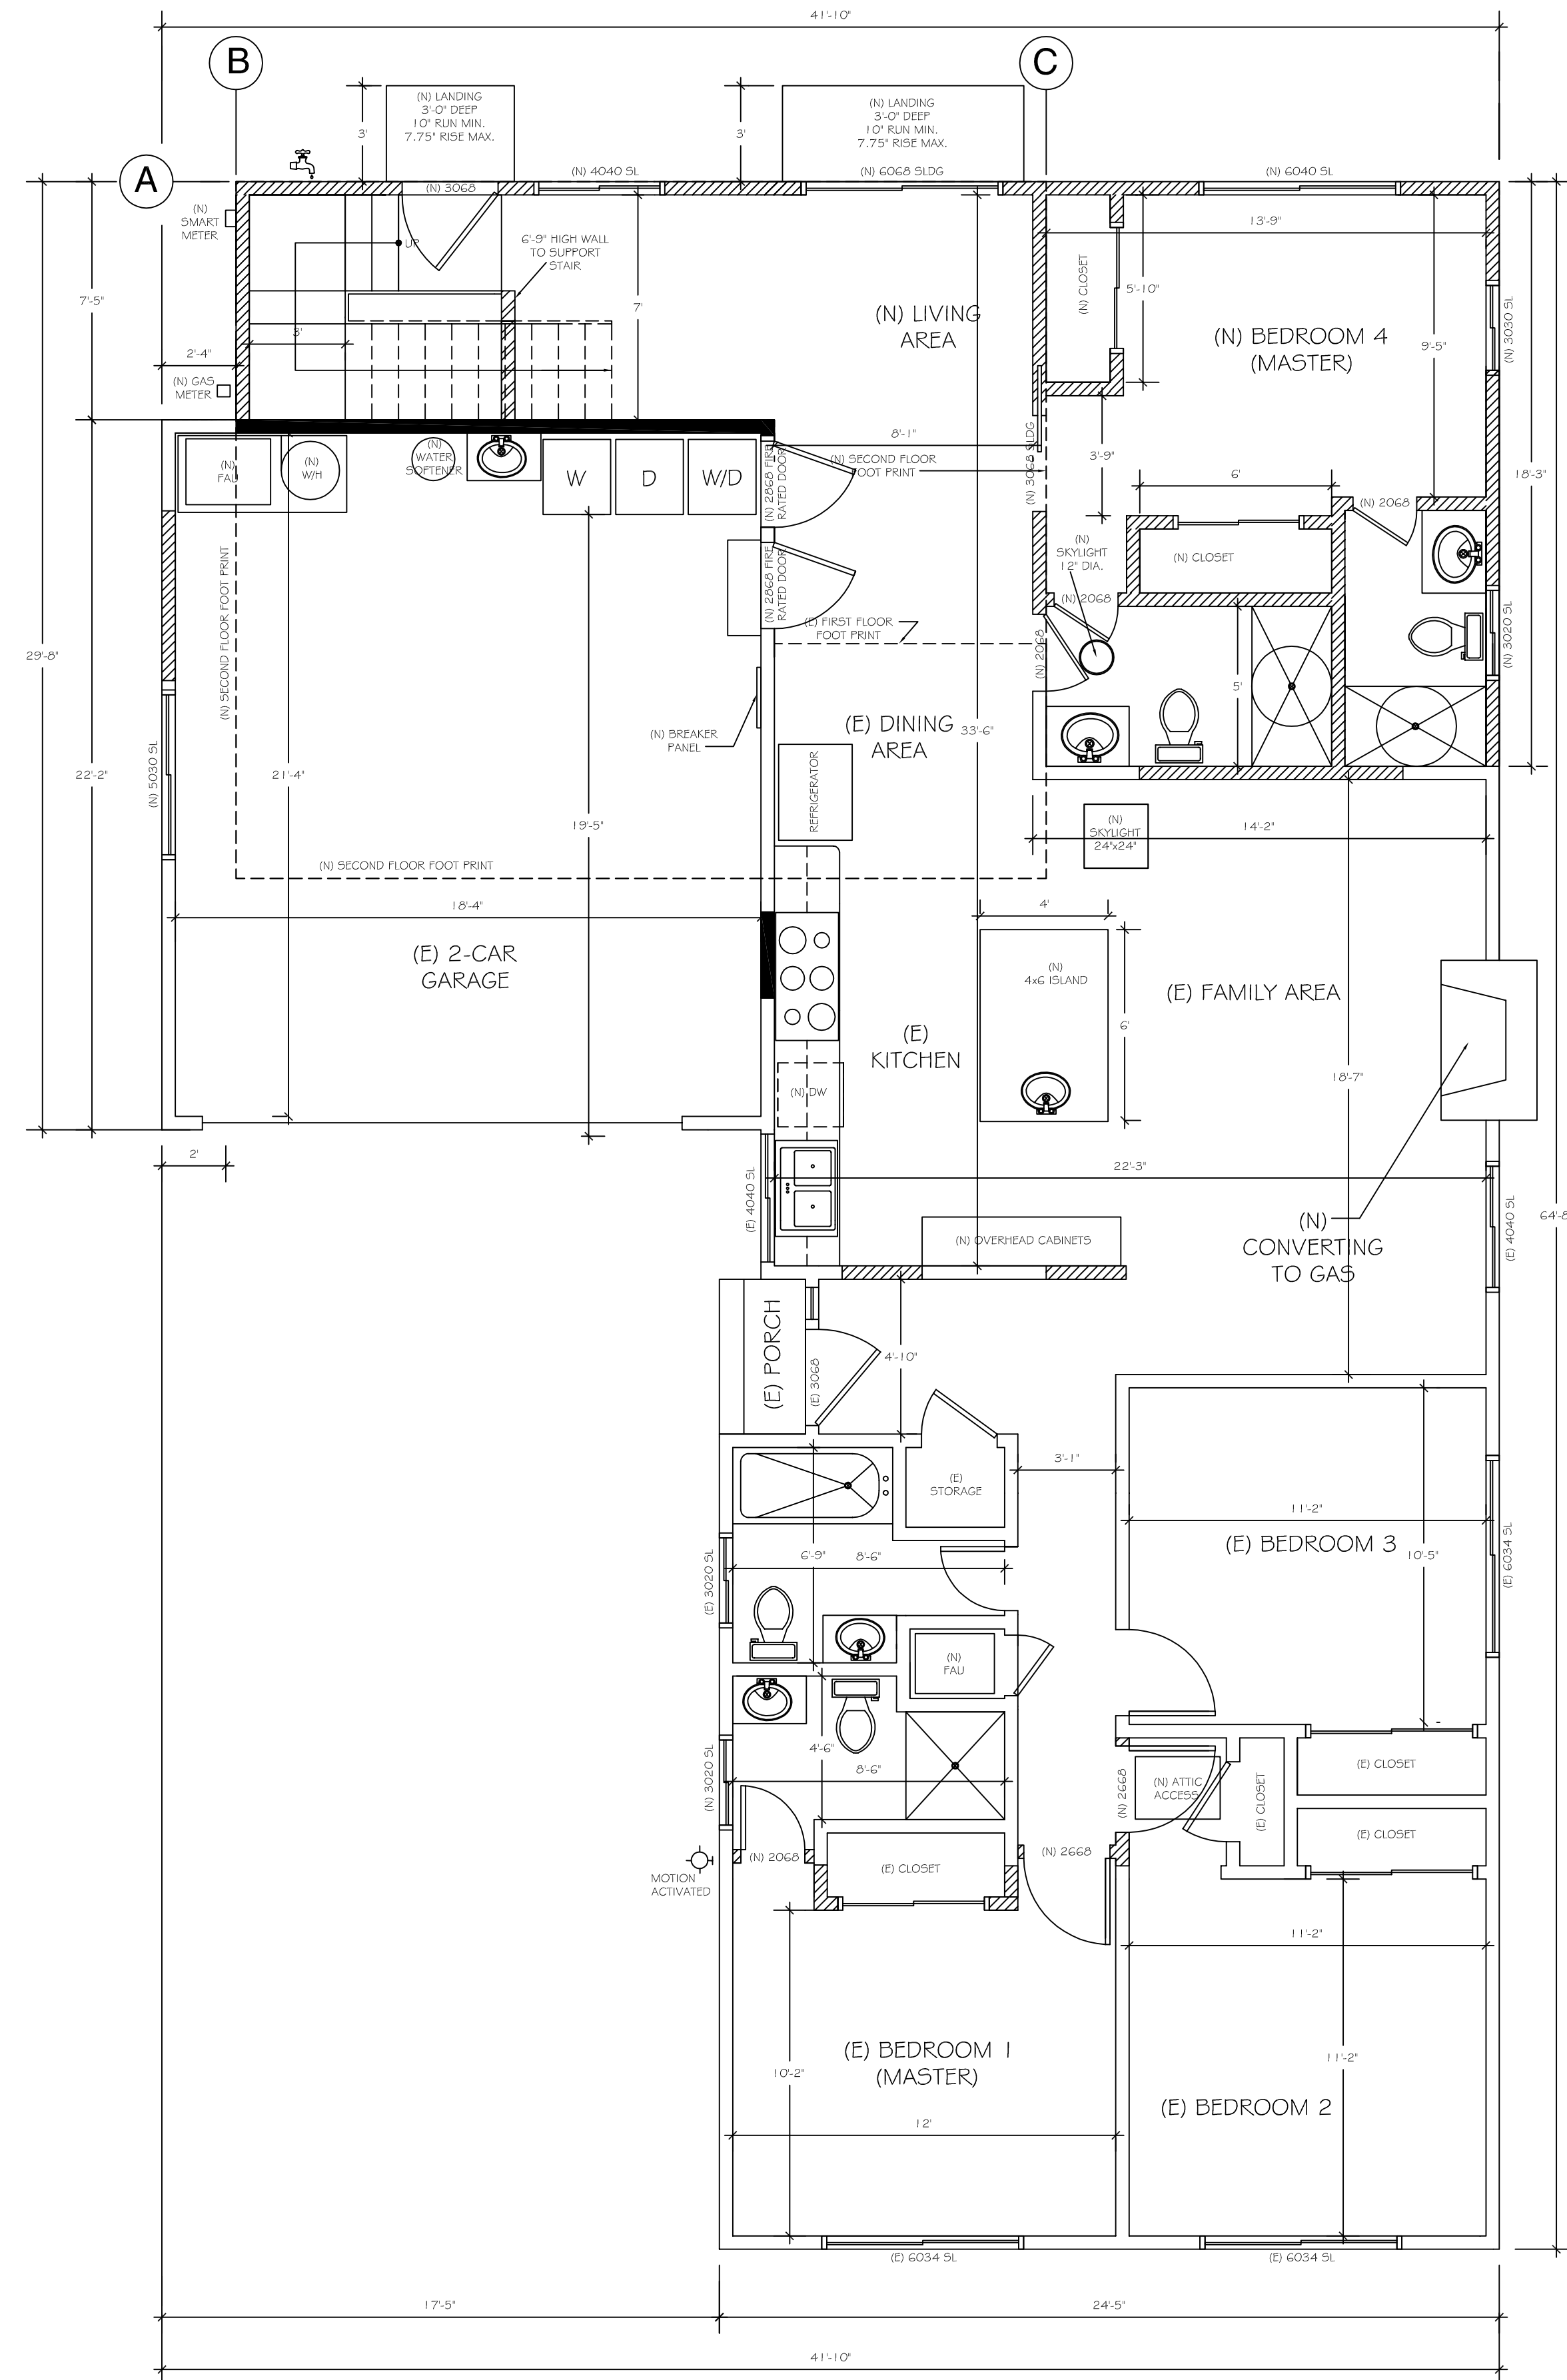 41'-10"
B
C
A
(N) LANDING
3'-0" DEEP
10" RUN MIN.
7.75" RISE MAX.
3'
(N) LANDING
3'-0" DEEP
10" RUN MIN.
7.75" RISE MAX.
3'
(N) 3068
(N) 4040 SL
(N) 6068 SLDG
(N) 6040 SL
(N)
SMART
METER
UP
6'-9" HIGH WALL
TO SUPPORT
STAIR
13'-9"
(N) CLOSET
5'-10"
7'-5"
3'
7'
(N) LIVING
AREA
(N) BEDROOM 4
(MASTER)
9'-5"
(N) 3030 SL
2'-4"
(N) GAS
METER
8'-1"
(N) SECOND FLOOR
FOOT PRINT
(N) 3068 SLDG
3'-9"
6'
(N) 2068
18'-3"
(N)
FAU
(N)
W/H
(N)
WATER
SOFTENER
W
D
W/D
(N) 2868 FIRE
RATED DOOR
(N) 2868 FIRE
RATED DOOR
(N)
SKYLIGHT
12" DIA.
(N) CLOSET
(N) 2068
(N) 2068
(N) 3020 SL
(N) SECOND FLOOR FOOT PRINT
(E) FIRST FLOOR
FOOT PRINT
29'-8"
5'
(N) BREAKER
PANEL
(E) DINING
AREA
33'-6"
22'-2"
(N) 5030 SL
21'-4"
19'-5"
REFRIGERATOR
(N)
SKYLIGHT
24"x24"
14'-2"
(N) SECOND FLOOR FOOT PRINT
18'-4"
4'
(E) 2-CAR
GARAGE
(N)
4x6 ISLAND
(E) FAMILY AREA
6'
(E)
KITCHEN
18'-7"
(N) DW
2'
22'-3"
(E) 4040 SL
(N)
CONVERTING
TO GAS
(E) 4040 SL
64'-8
(N) OVERHEAD CABINETS
(E) PORCH
(E) 3068
4'-10"
3'-1"
(E)
STORAGE
11'-2"
(E) BEDROOM 3
10'-5"
(E) 6034 SL
6'-9"
8'-6"
(E) 3020 SL
(N)
FAU
4'-6"
8'-6"
(N) 3020 SL
(N) 2668
(N) ATTIC
ACCESS
(E) CLOSET
(E) CLOSET
(E) CLOSET
(N) 2068
(N) 2668
(E) CLOSET
MOTION
ACTIVATED
11'-2"
(E) BEDROOM 1
(MASTER)
10'-2"
11'-2"
(E) BEDROOM 2
12'
(E) 6034 SL
(E) 6034 SL
17'-5"
24'-5"
41'-10"